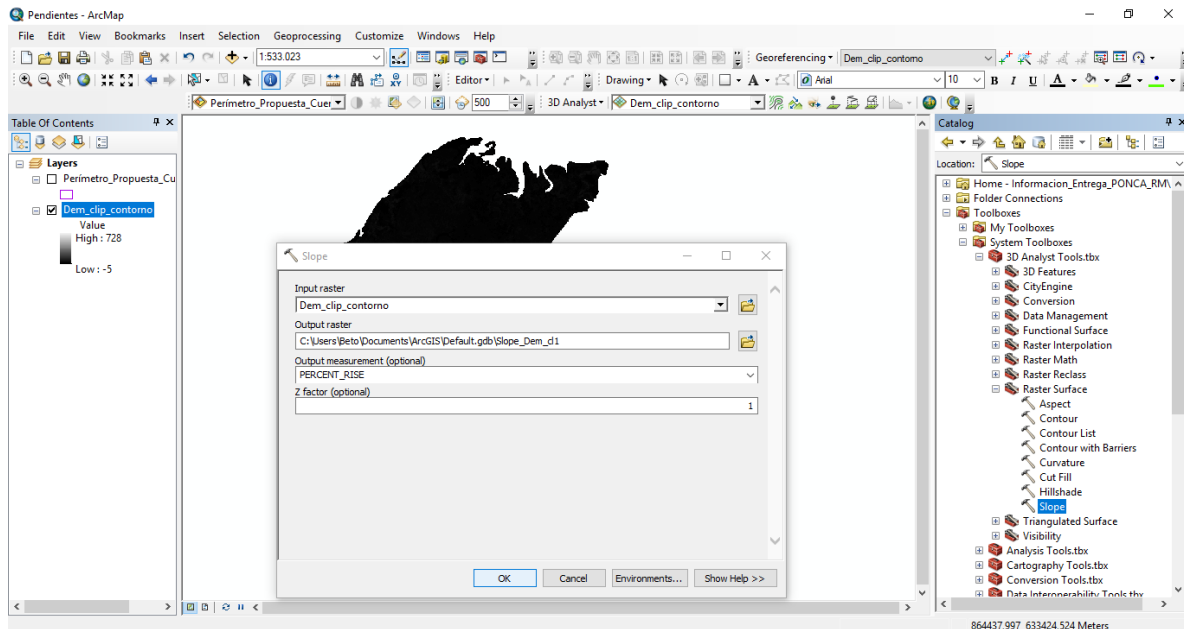 Pendientes - ArcMap
File Edit View Bookmarks Insert Selection Geoprocessing Customize Windows Help
1:533.023
Georeferencing
Dem_clip_contorno
Editor
Drawing
A
Arial
10
B I U A
Perímetro_Propuesta_Cuer
500
3D Analyst
Dem_clip_contorno
Table Of Contents
Layers
Perímetro_Propuesta_Cu
Dem_clip_contorno
Value
High : 728
Low : -5
Slope
Input raster
Dem_clip_contorno
Output raster
C:\Users\Beto\Documents\ArcGIS\Default.gdb\Slope_Dem_cl1
Output measurement (optional)
PERCENT_RISE
Z factor (optional)
1
OK
Cancel
Environments...
Show Help >>
Catalog
Location:
Slope
Home - Informacion_Entrega_PONCA_RM\
Folder Connections
Toolboxes
My Toolboxes
System Toolboxes
3D Analyst Tools.tbx
3D Features
CityEngine
Conversion
Data Management
Functional Surface
Raster Interpolation
Raster Math
Raster Reclass
Raster Surface
Aspect
Contour
Contour List
Contour with Barriers
Curvature
Cut Fill
Hillshade
Slope
Triangulated Surface
Visibility
Analysis Tools.tbx
Cartography Tools.tbx
Conversion Tools.tbx
Data Interoperability Tools.tbx
864437,997 633424,524 Meters